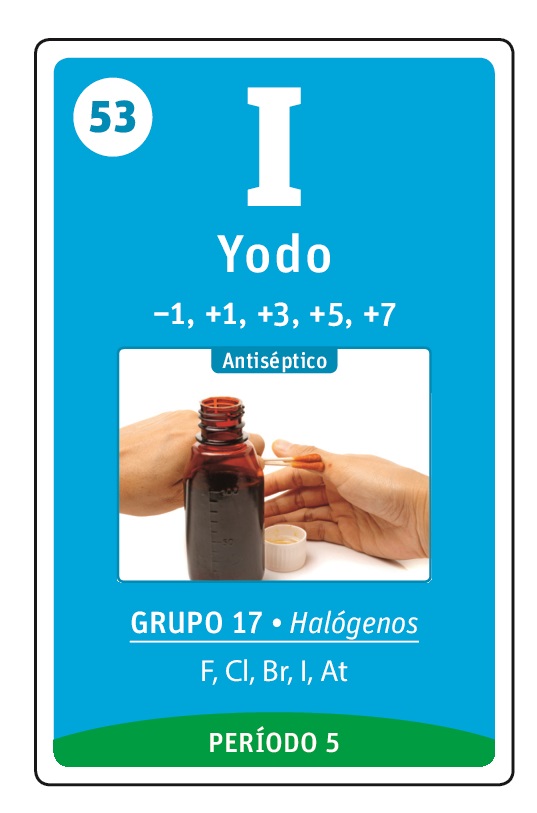 53
I
Yodo
–1, +1, +3, +5, +7
Antiséptico
GRUPO 17 • Halógenos
F, Cl, Br, I, At
PERÍODO 5